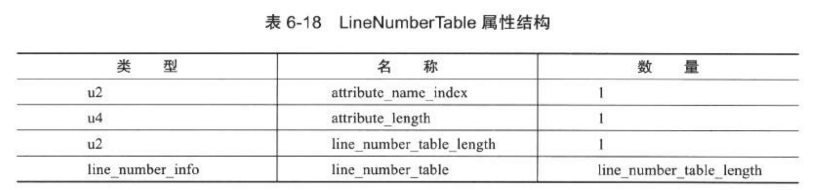 表 6-18 LineNumberTable 属性结构
类 型 名 称 数 量
u2 attribute_name_index 1
u4 attribute_length 1
u2 line_number_table_length 1
line_number_info line_number_table line_number_table_length